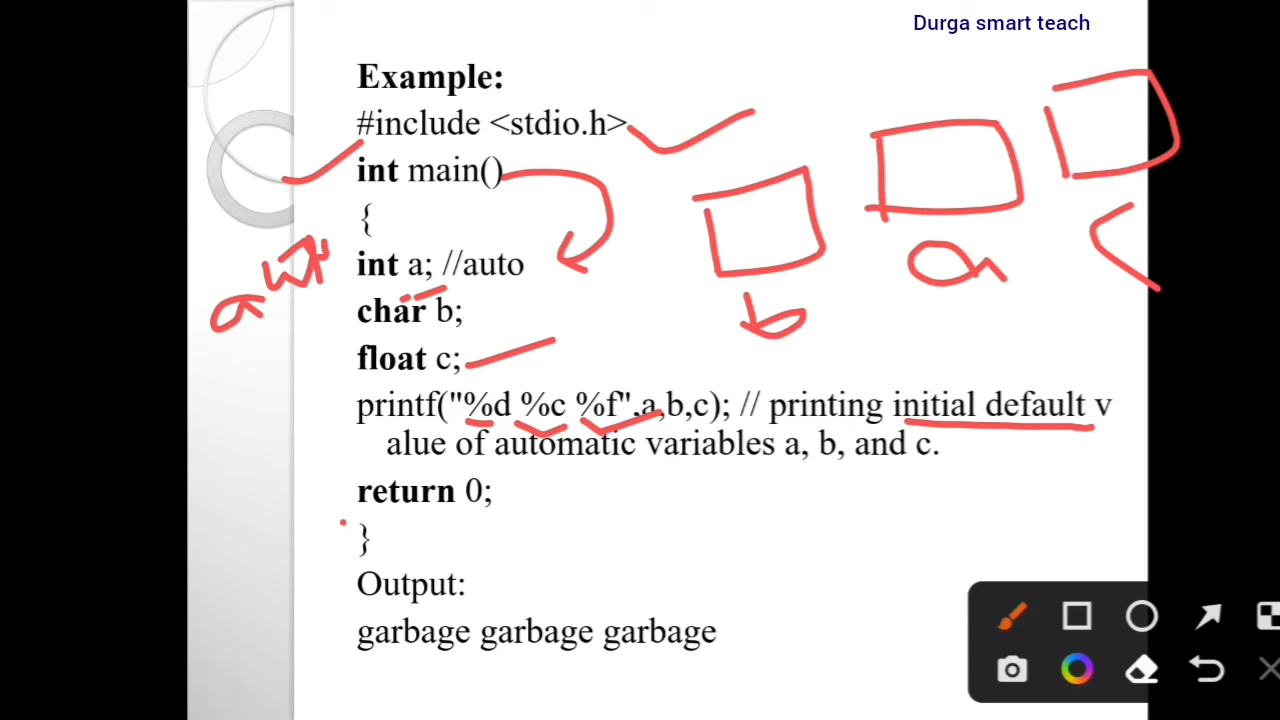 Durga smart teach
Example:
#include <stdio.h>
int main()
{
int a; //auto
char b;
float c;
printf("%d %c %f",a,b,c); // printing initial default v
alue of automatic variables a, b, and c.
return 0;
}
Output:
garbage garbage garbage
b
a
c